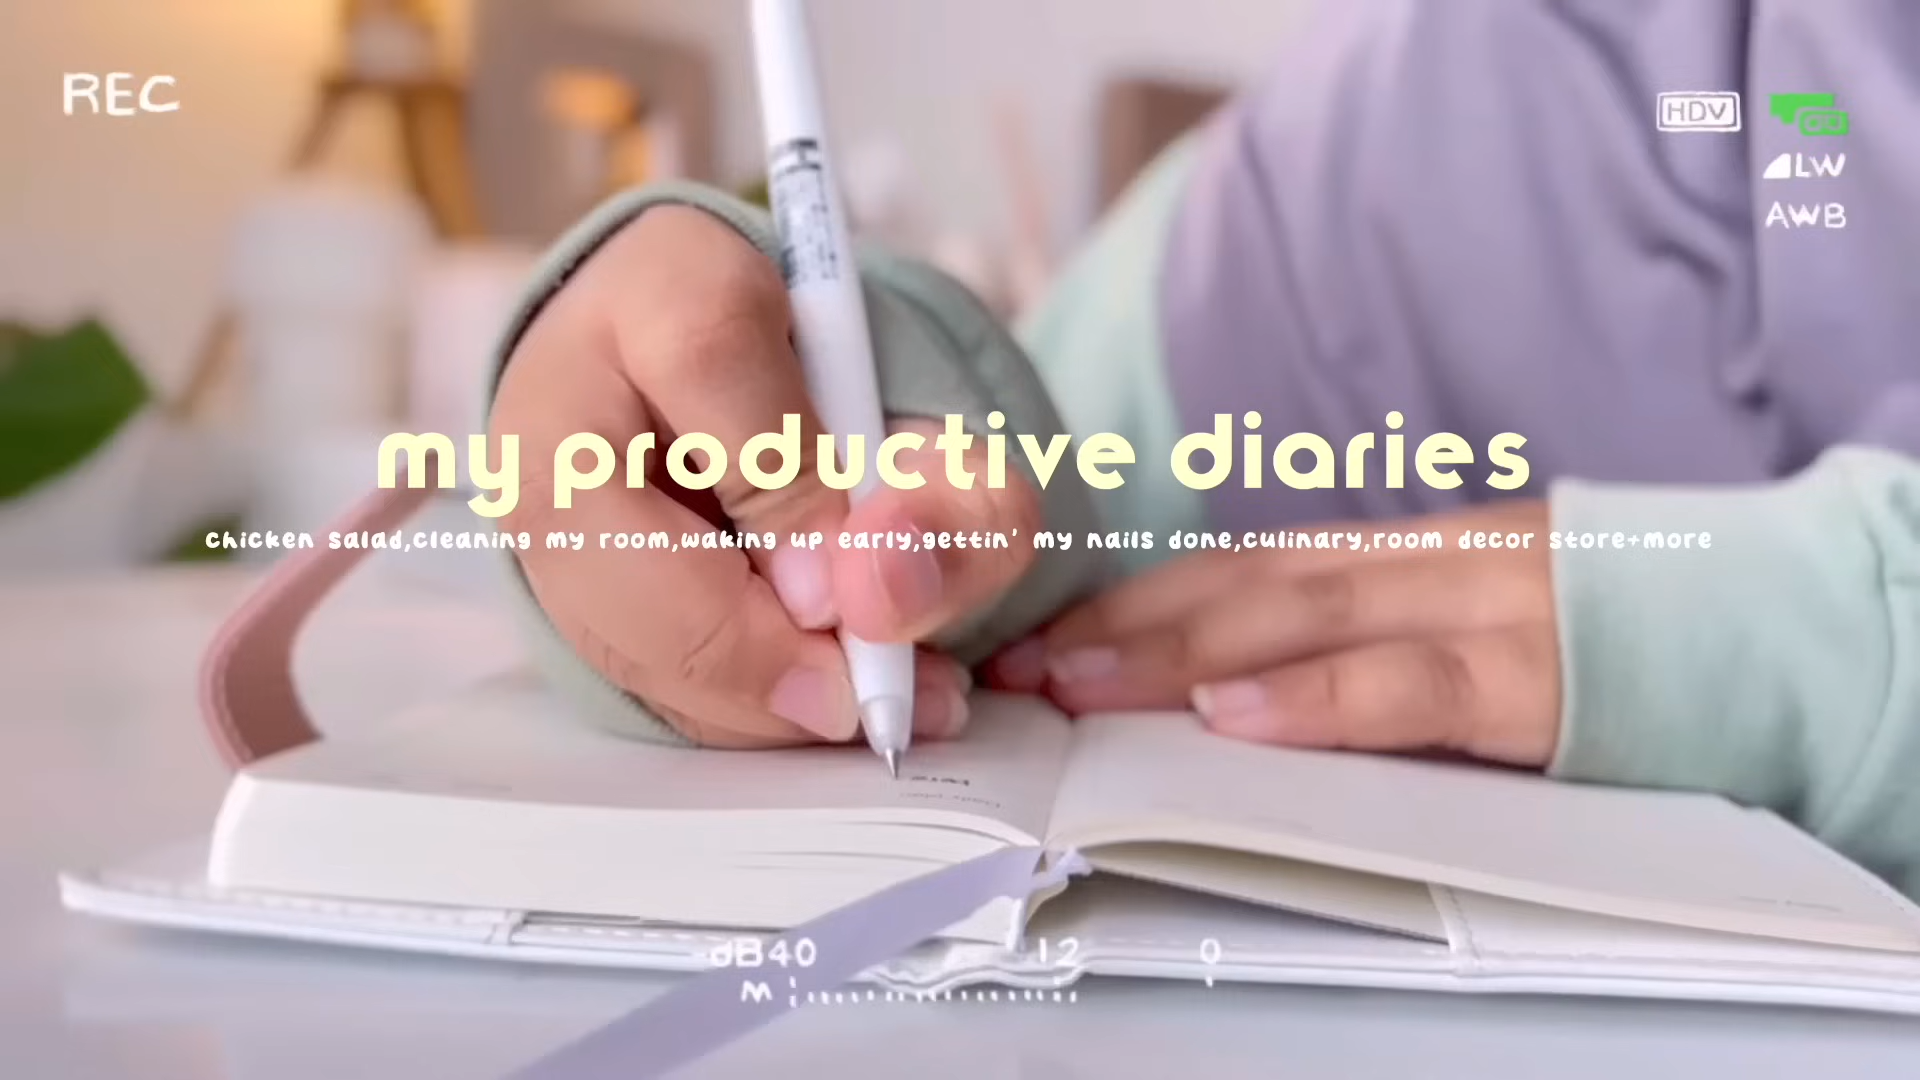 REC
HDV
LW
AWB
my productive diaries
chicken salad,cleaning my room,waking up early,gettin' my nails done,culinary,room decor store+more
dB40 12 0
M